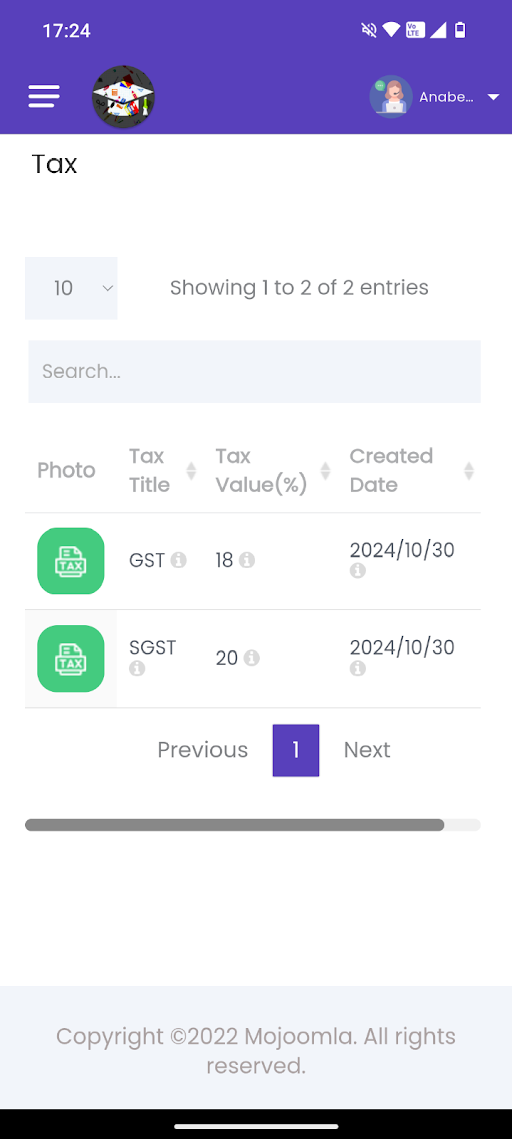 17:24
Vo
LTE
Anabe...
Tax
10
Showing 1 to 2 of 2 entries
Search...
Photo
Tax Title
Tax Value(%)
Created Date
TAX
GST
18
2024/10/30
TAX
SGST
20
2024/10/30
Previous
1
Next
Copyright ©2022 Mojoomla. All rights
reserved.